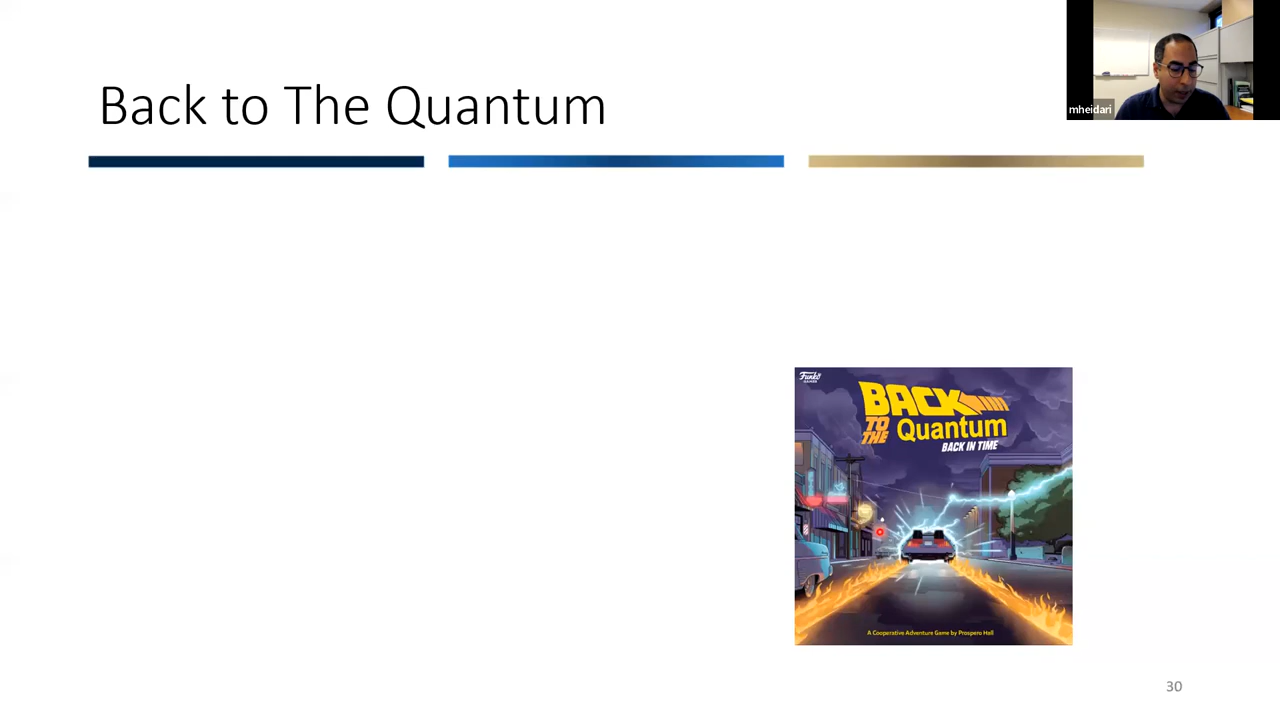 Back to The Quantum
mheidari
Funko
GAMES
BACK
TO
THE
Quantum
BACK IN TIME
A Cooperative Adventure Game by Prospero Hall
30